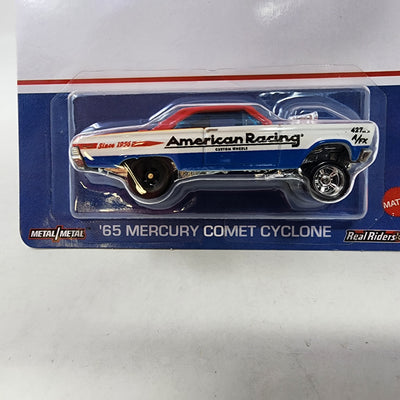 Since 1956
American Racing
CUSTOM WHEELS
427
A/FX
METAL/METAL
'65 MERCURY COMET CYCLONE
Real Riders